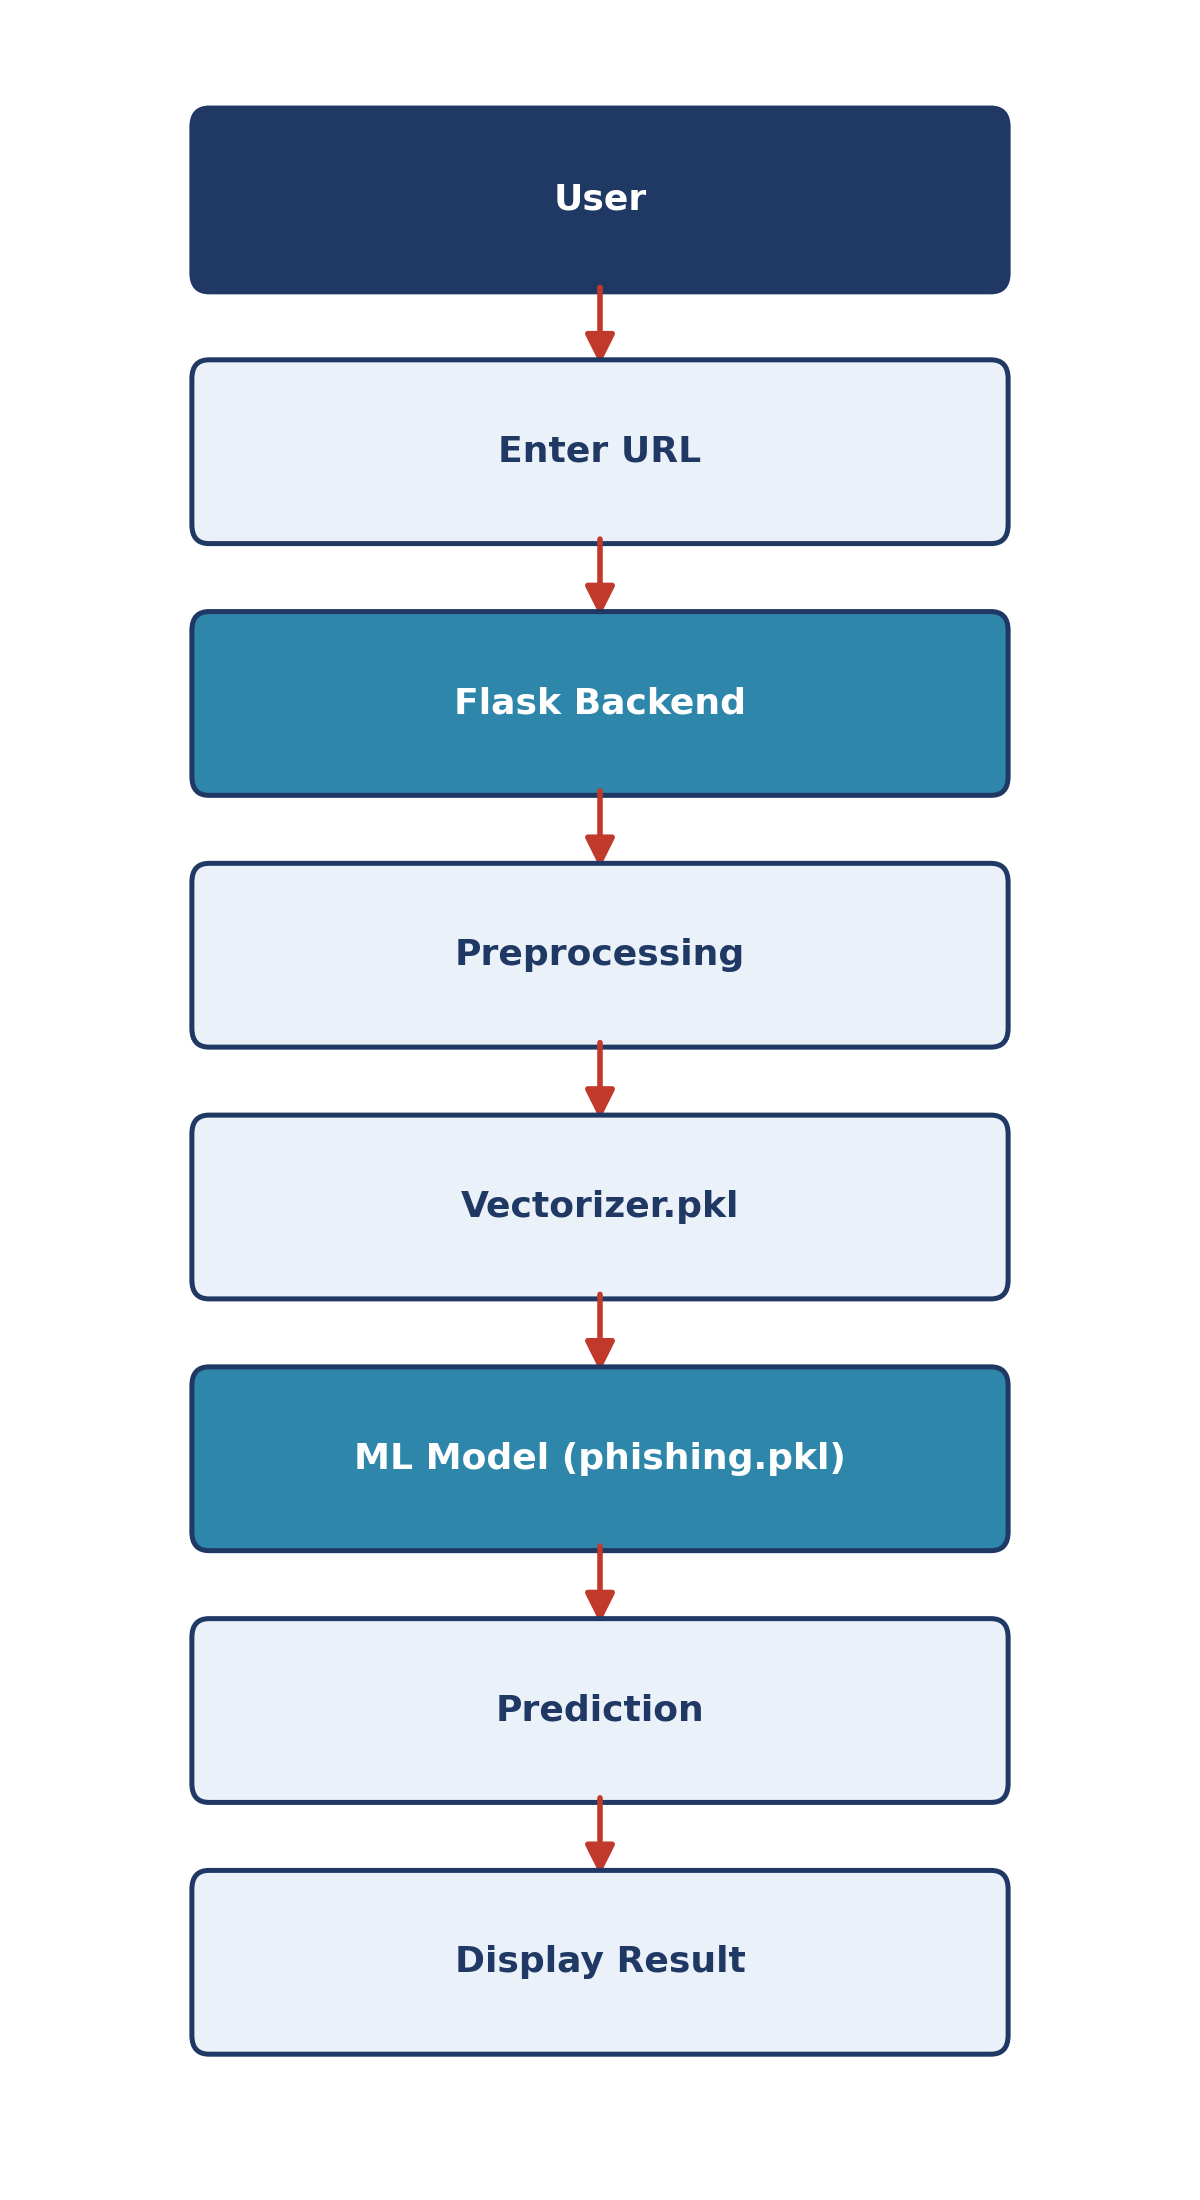 User
Enter URL
Flask Backend
Preprocessing
Vectorizer.pkl
ML Model (phishing.pkl)
Prediction
Display Result